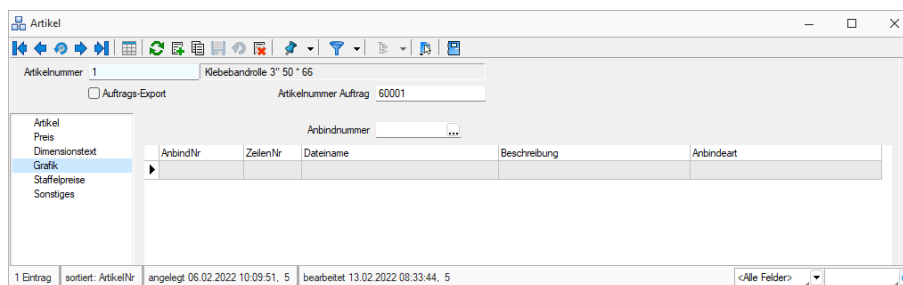 Artikel
Artikelnummer 1 Klebebandrolle 3" 50 * 66
Auftrags-Export Artikelnummer Auftrag 60001
Artikel
Preis
Dimensionstext
Grafik
Staffelpreise
Sonstiges
Anbindnummer ...
AnbindNr ZeilenNr Dateiname Beschreibung Anbindeart
1 Eintrag sortiert: ArtikelNr angelegt 06.02.2022 10:09:51, 5 bearbeitet 13.02.2022 08:33:44, 5 <Alle Felder>